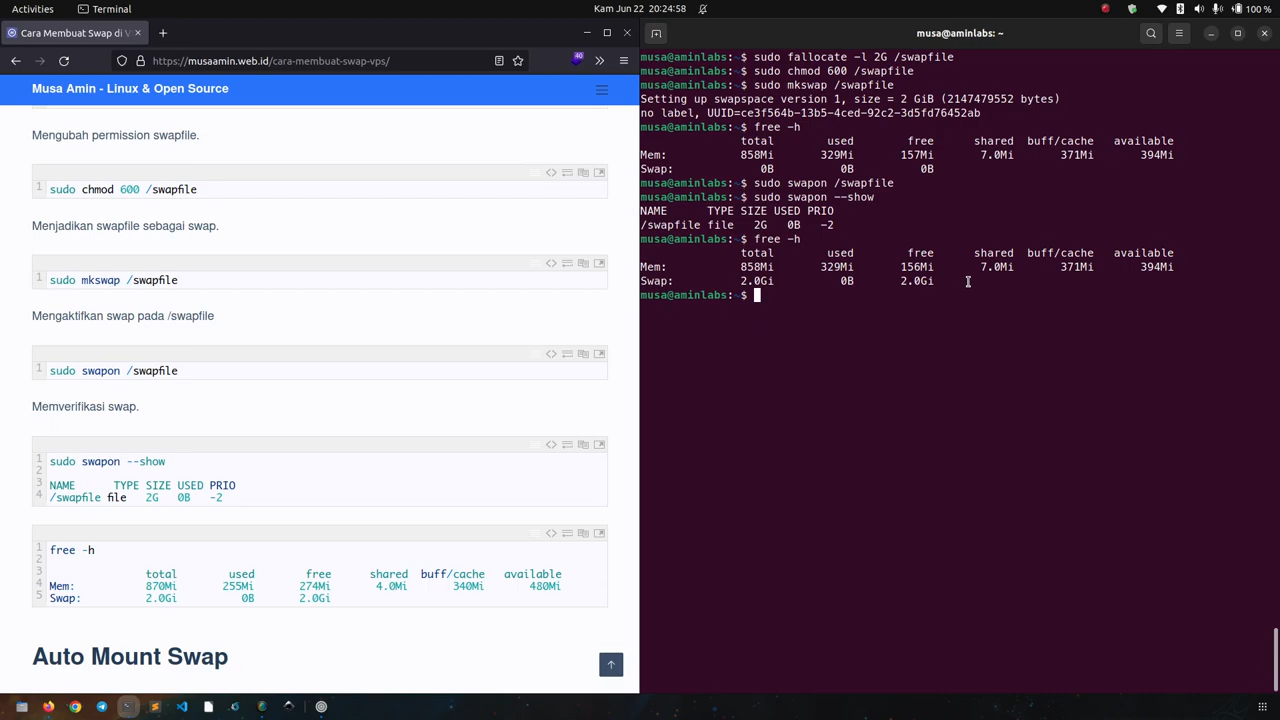 Activities
Terminal
Kam Jun 22 20:24:58
100 %
Cara Membuat Swap di V
https://musaamin.web.id/cara-membuat-swap-vps/
40
Musa Amin - Linux & Open Source
Mengubah permission swapfile.
1 sudo chmod 600 /swapfile
Menjadikan swapfile sebagai swap.
1 sudo mkswap /swapfile
Mengaktifkan swap pada /swapfile
1 sudo swapon /swapfile
Memverifikasi swap.
1 sudo swapon --show
2
3 NAME TYPE SIZE USED PRIO
4 /swapfile file 2G 0B -2
1 free -h
2
3 total used free shared buff/cache available
4 Mem: 870Mi 255Mi 274Mi 4.0Mi 340Mi 480Mi
5 Swap: 2.0Gi 0B 2.0Gi
Auto Mount Swap
musa@aminlabs: ~
musa@aminlabs:~$ sudo fallocate -l 2G /swapfile
musa@aminlabs:~$ sudo chmod 600 /swapfile
musa@aminlabs:~$ sudo mkswap /swapfile
Setting up swapspace version 1, size = 2 GiB (2147479552 bytes)
no label, UUID=ce3f564b-13b5-4ced-92c2-3d5fd76452ab
musa@aminlabs:~$ free -h
total used free shared buff/cache available
Mem: 858Mi 329Mi 157Mi 7.0Mi 371Mi 394Mi
Swap: 0B 0B 0B
musa@aminlabs:~$ sudo swapon /swapfile
musa@aminlabs:~$ sudo swapon --show
NAME TYPE SIZE USED PRIO
/swapfile file 2G 0B -2
musa@aminlabs:~$ free -h
total used free shared buff/cache available
Mem: 858Mi 329Mi 156Mi 7.0Mi 371Mi 394Mi
Swap: 2.0Gi 0B 2.0Gi
musa@aminlabs:~$